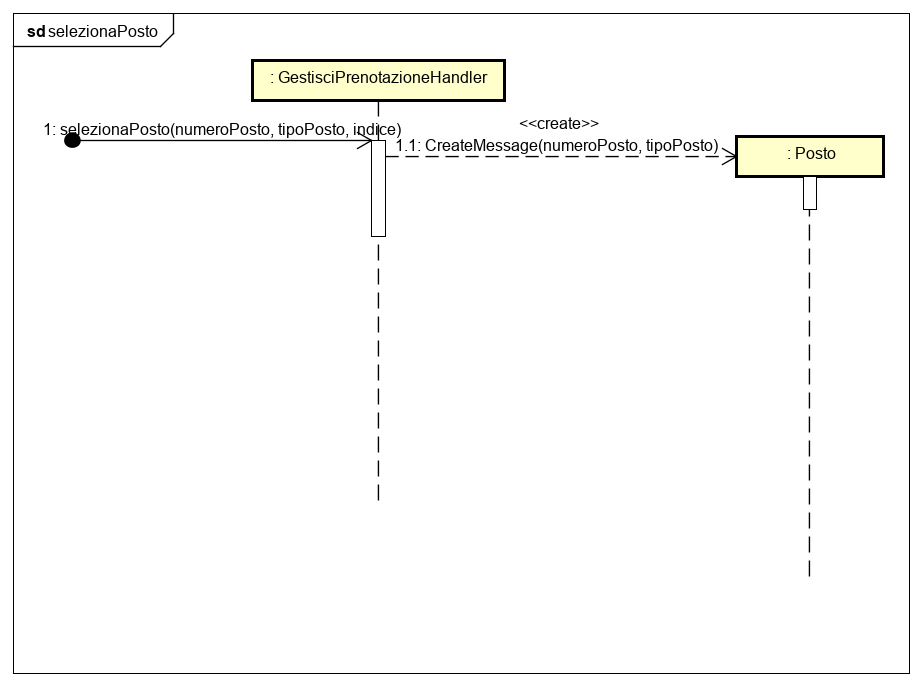 sd selezionaPosto
: GestisciPrenotazioneHandler
1: selezionaPosto(numeroPosto, tipoPosto, indice)
<<create>>
1.1: CreateMessage(numeroPosto, tipoPosto)
: Posto